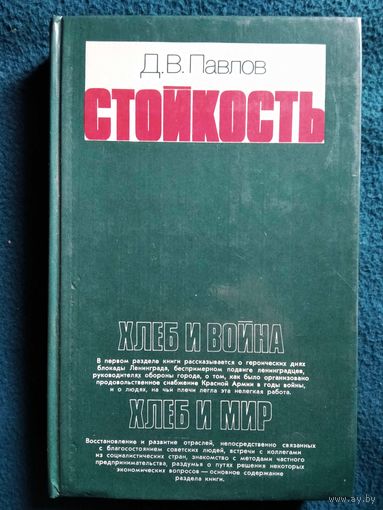 Д.В.Павлов
СТОЙКОСТЬ
ХЛЕБ И ВОЙНА
В первом разделе книги рассказывается о героических днях
блокады Ленинграда, беспримерном подвиге ленинградцев,
руководителях обороны города, о том, как было организовано
продовольственное снабжение Красной Армии в годы войны,
и о людях, на чьи плечи легла эта нелегкая работа.
ХЛЕБ И МИР
Восстановление и развитие отраслей, непосредственно связанных
с благосостоянием советских людей, встречи с коллегами
из социалистических стран, знакомство с методами частного
предпринимательства, раздумья о путях решения некоторых
экономических вопросов — основное содержание
раздела книги.
www.ay.by